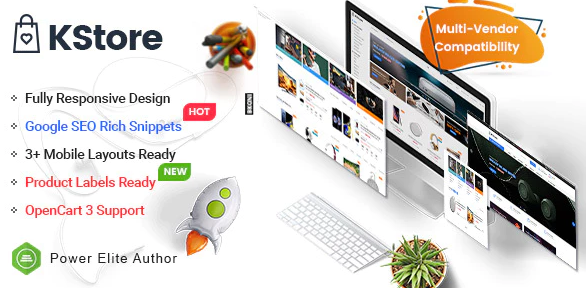 KStore
Multi-Vendor
Compatibility
Fully Responsive Design
HOT
Google SEO Rich Snippets
3+ Mobile Layouts Ready
NEW
Product Labels Ready
OpenCart 3 Support
Power Elite Author